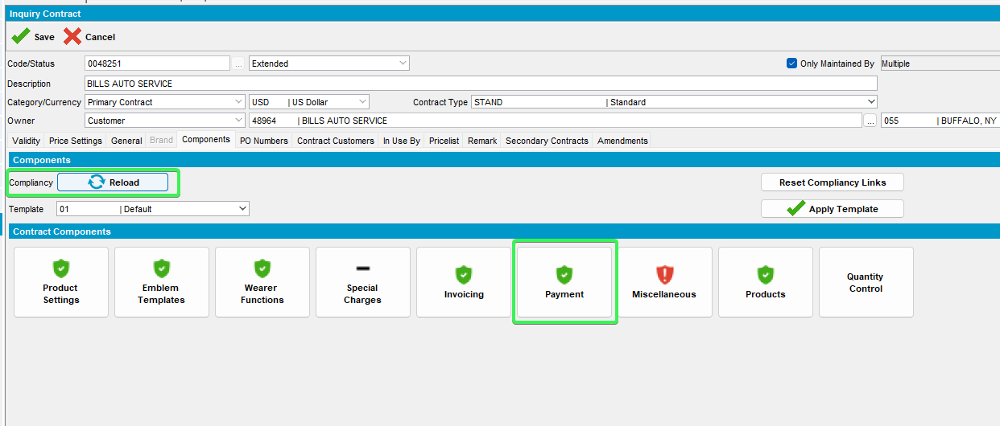 Inquiry Contract
Save Cancel
Code/Status 0048251 ... Extended Only Maintained By Multiple
Description BILLS AUTO SERVICE
Category/Currency Primary Contract USD | US Dollar Contract Type STAND | Standard
Owner Customer 48964 | BILLS AUTO SERVICE ... 055 | BUFFALO, NY
Validity Price Settings General Brand Components PO Numbers Contract Customers In Use By Pricelist Remark Secondary Contracts Amendments
Components
Compliancy Reload Reset Compliancy Links
Template 01 | Default Apply Template
Contract Components
Product Settings
Emblem Templates
Wearer Functions
Special Charges
Invoicing
Payment
Miscellaneous
Products
Quantity Control